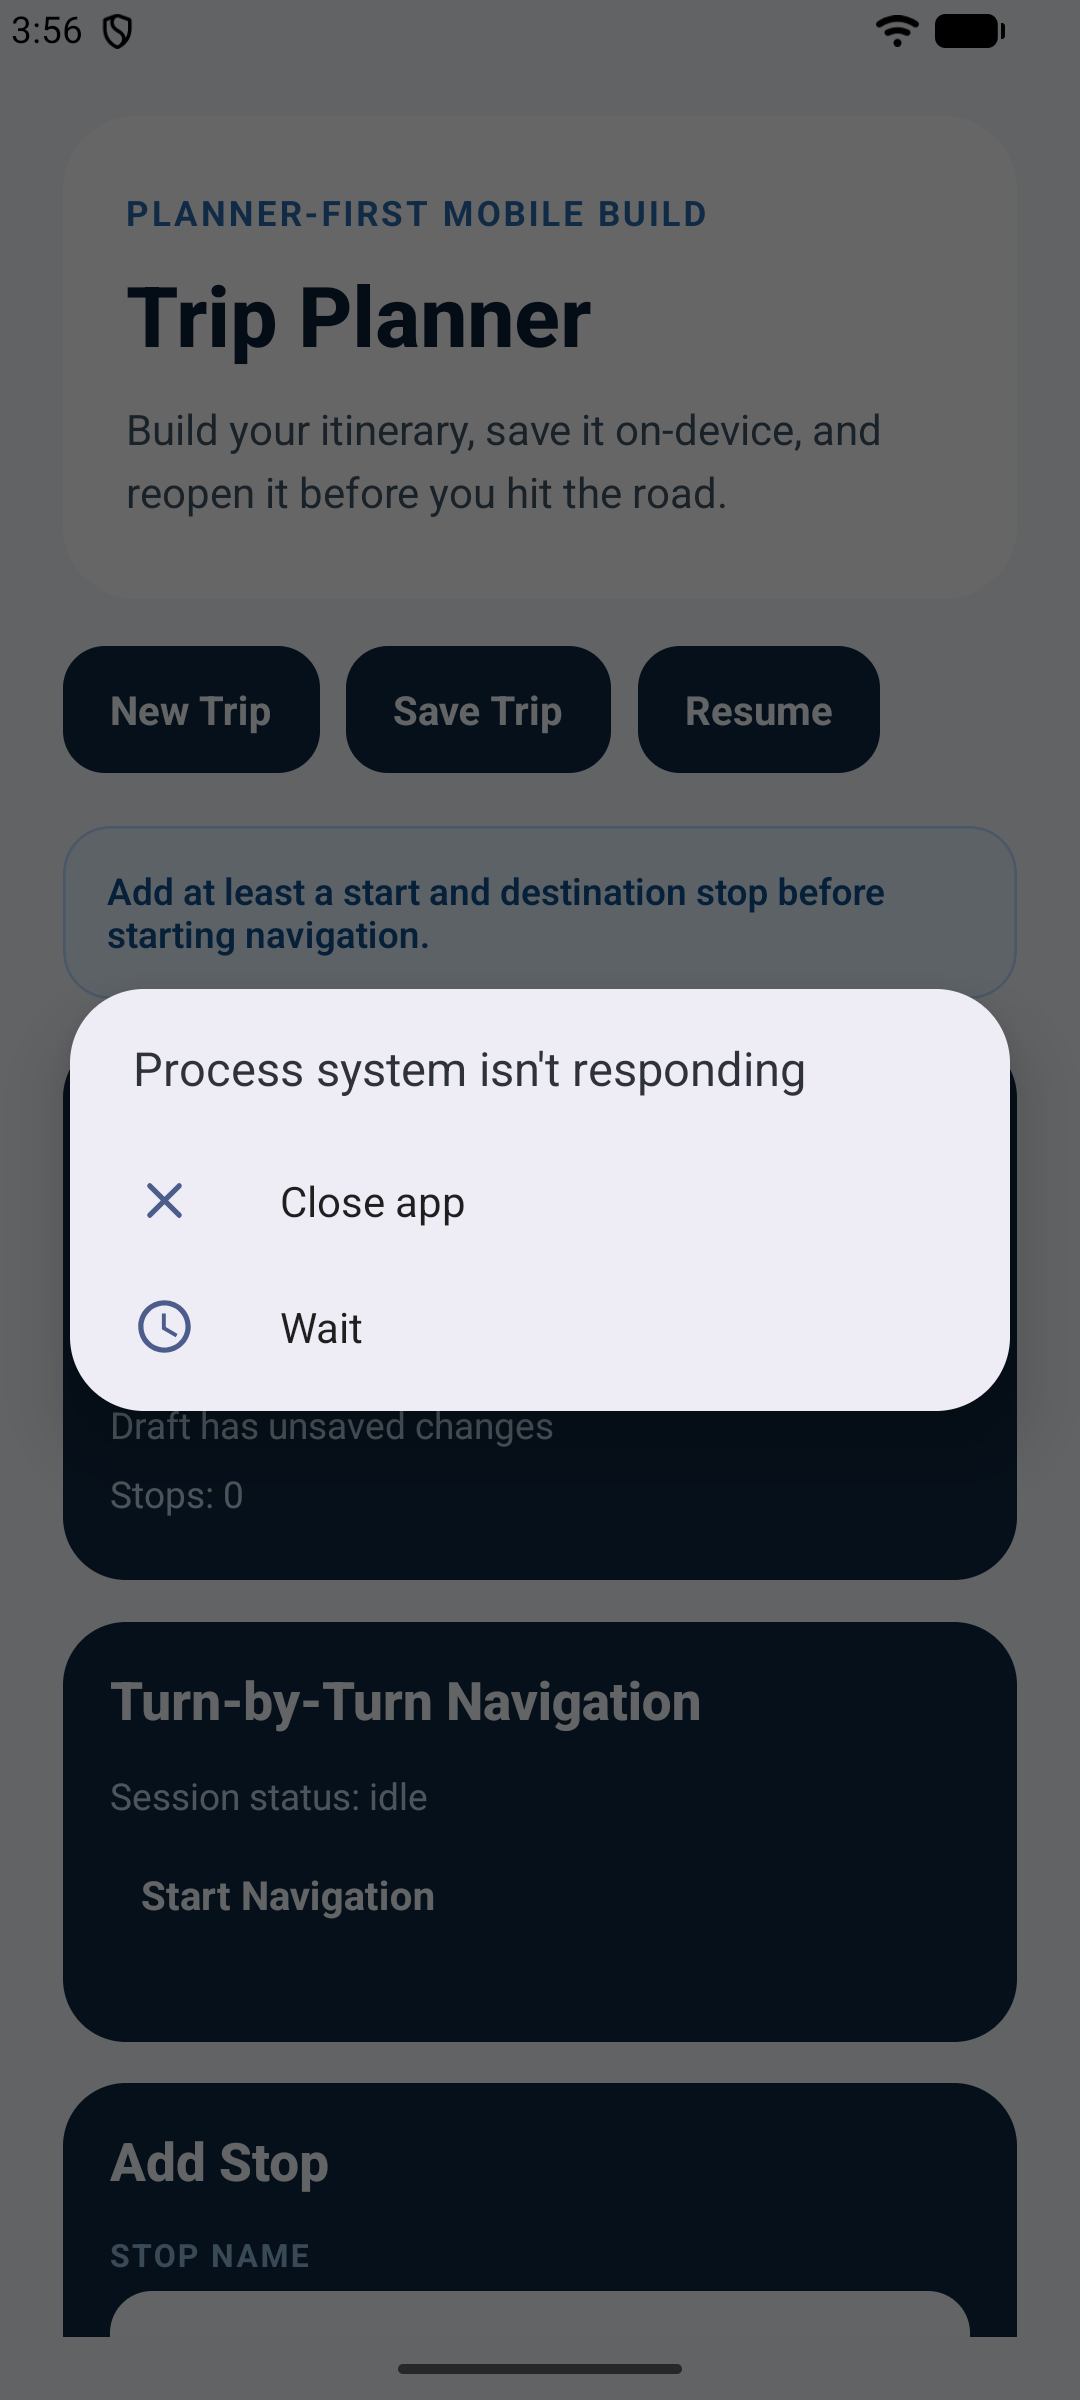 3:56
PLANNER-FIRST MOBILE BUILD
Trip Planner
Build your itinerary, save it on-device, and
reopen it before you hit the road.
New Trip
Save Trip
Resume
Add at least a start and destination stop before
starting navigation.
Process system isn't responding
Close app
Wait
Draft has unsaved changes
Stops: 0
Turn-by-Turn Navigation
Session status: idle
Start Navigation
Add Stop
STOP NAME